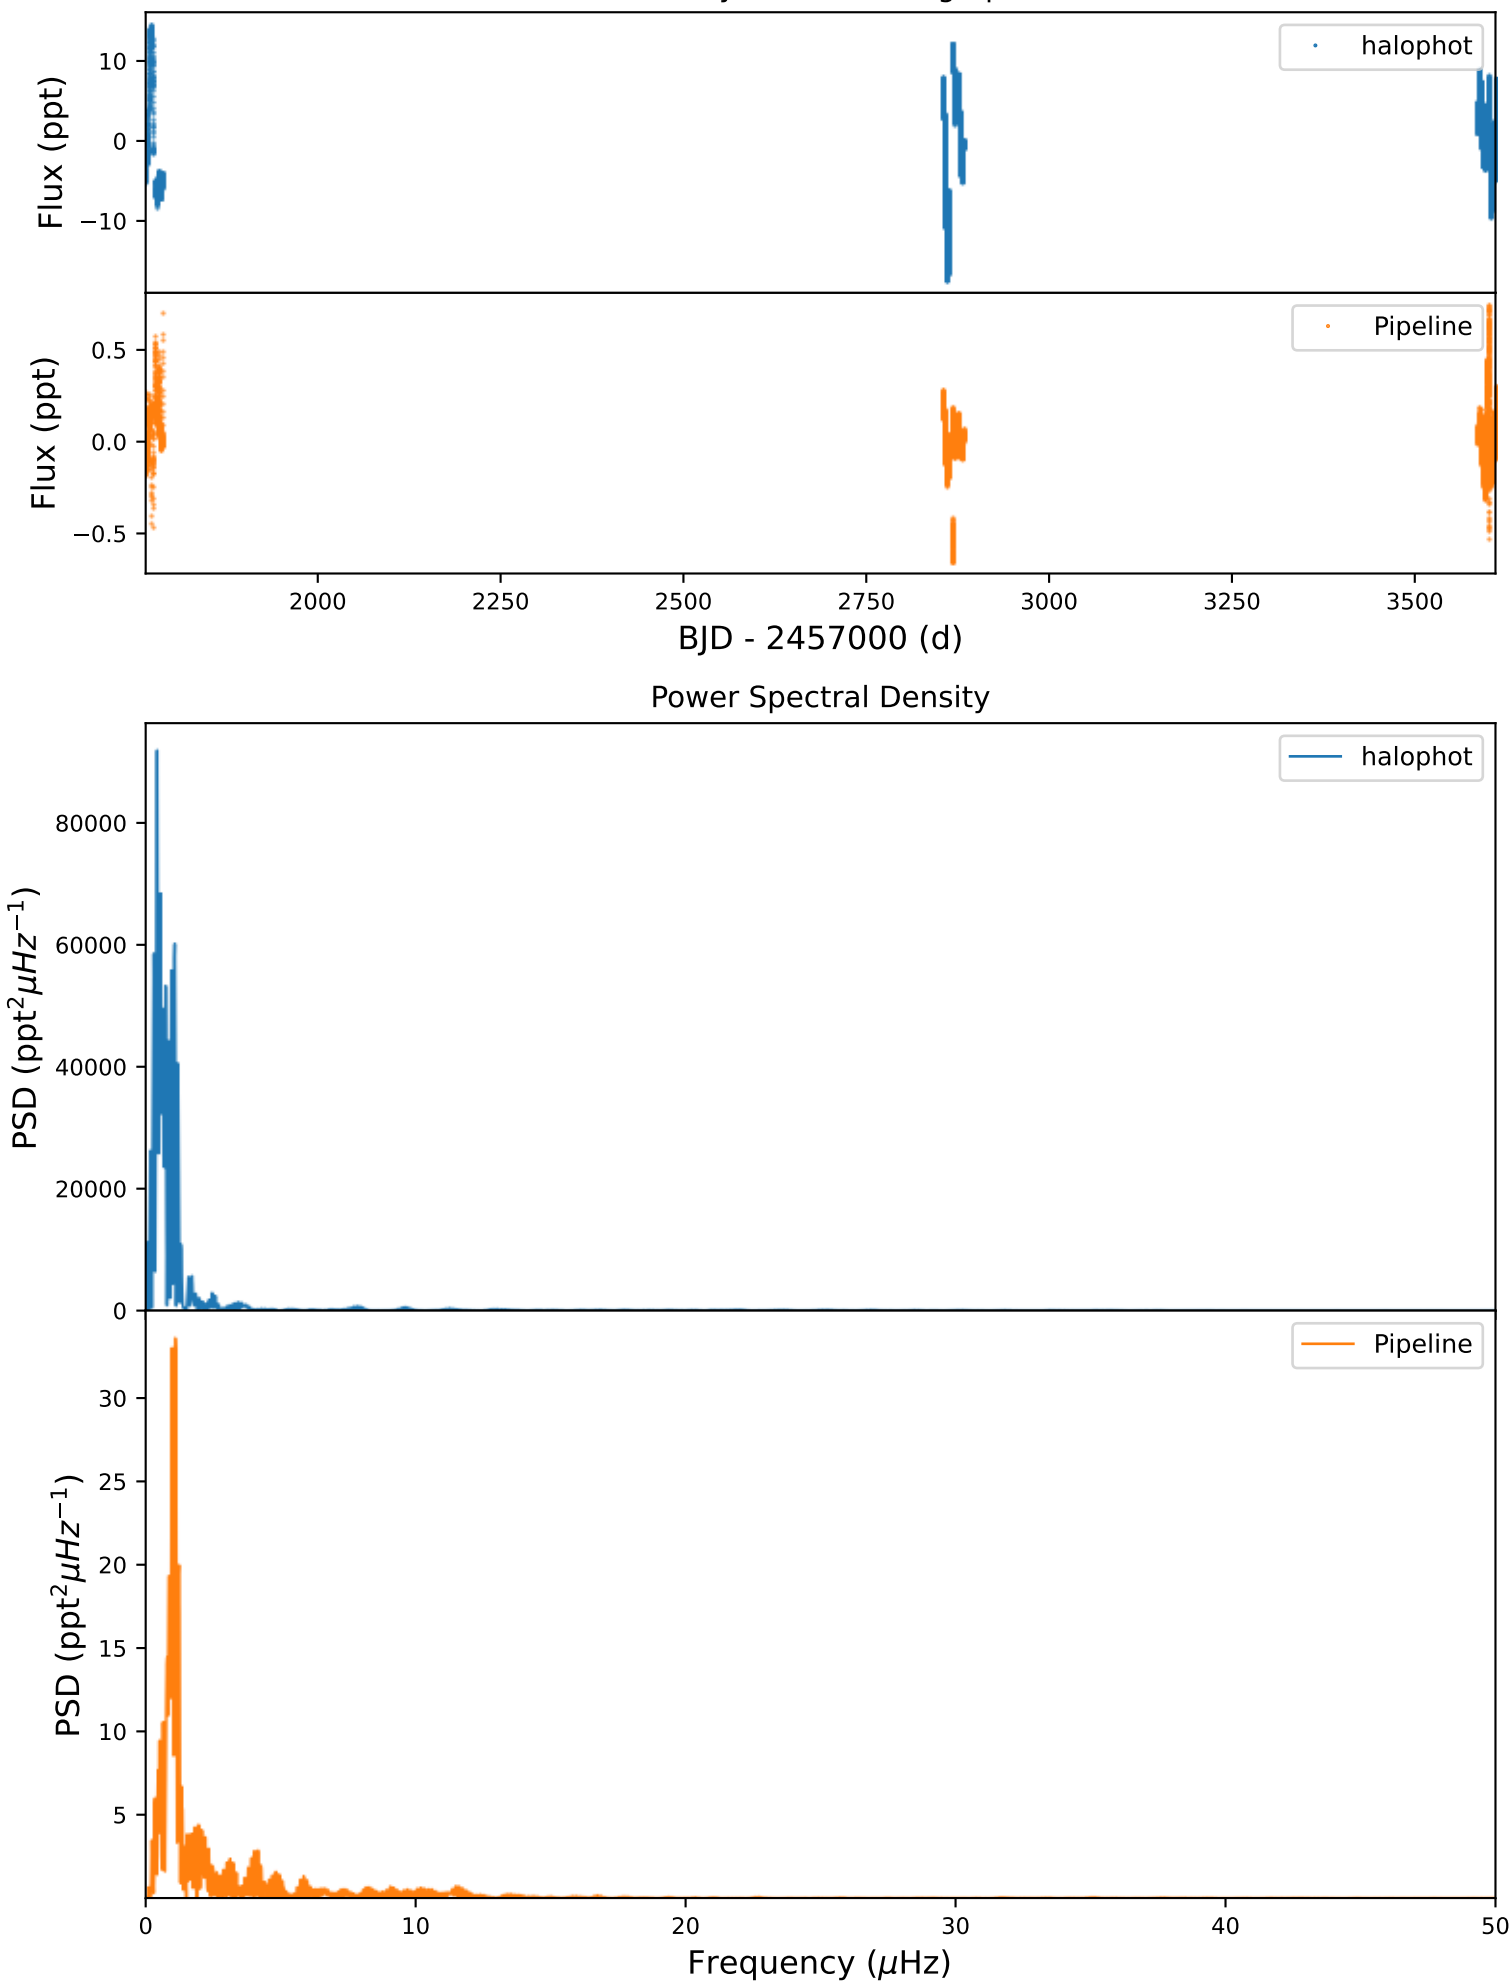 halophot
10
0
−10
Flux (ppt)
Pipeline
0.5
0.0
−0.5
Flux (ppt)
2000 2250 2500 2750 3000 3250 3500
BJD - 2457000 (d)
Power Spectral Density
halophot
80000
60000
40000
20000
0
PSD (ppt²μHz⁻¹)
Pipeline
30
25
20
15
10
5
PSD (ppt²μHz⁻¹)
0 10 20 30 40 50
Frequency (μHz)